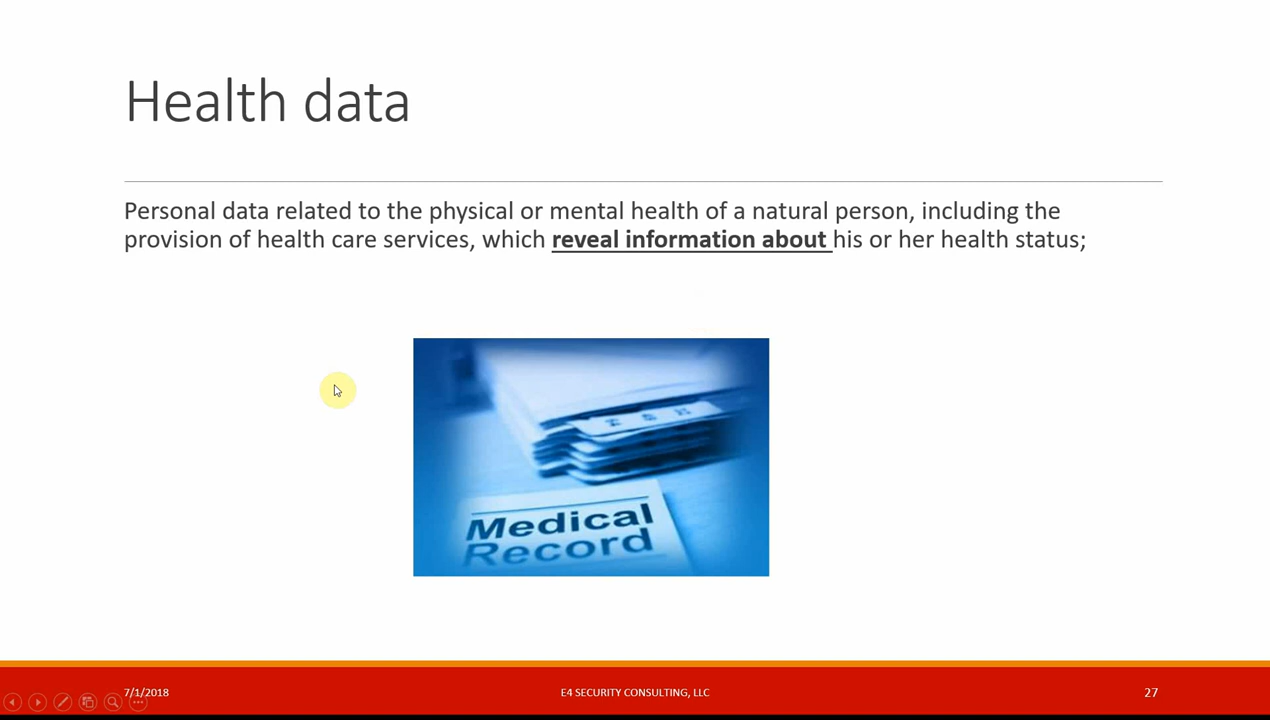 Health data
Personal data related to the physical or mental health of a natural person, including the
provision of health care services, which reveal information about his or her health status;
Medical
Record
7/1/2018
E4 SECURITY CONSULTING, LLC
27